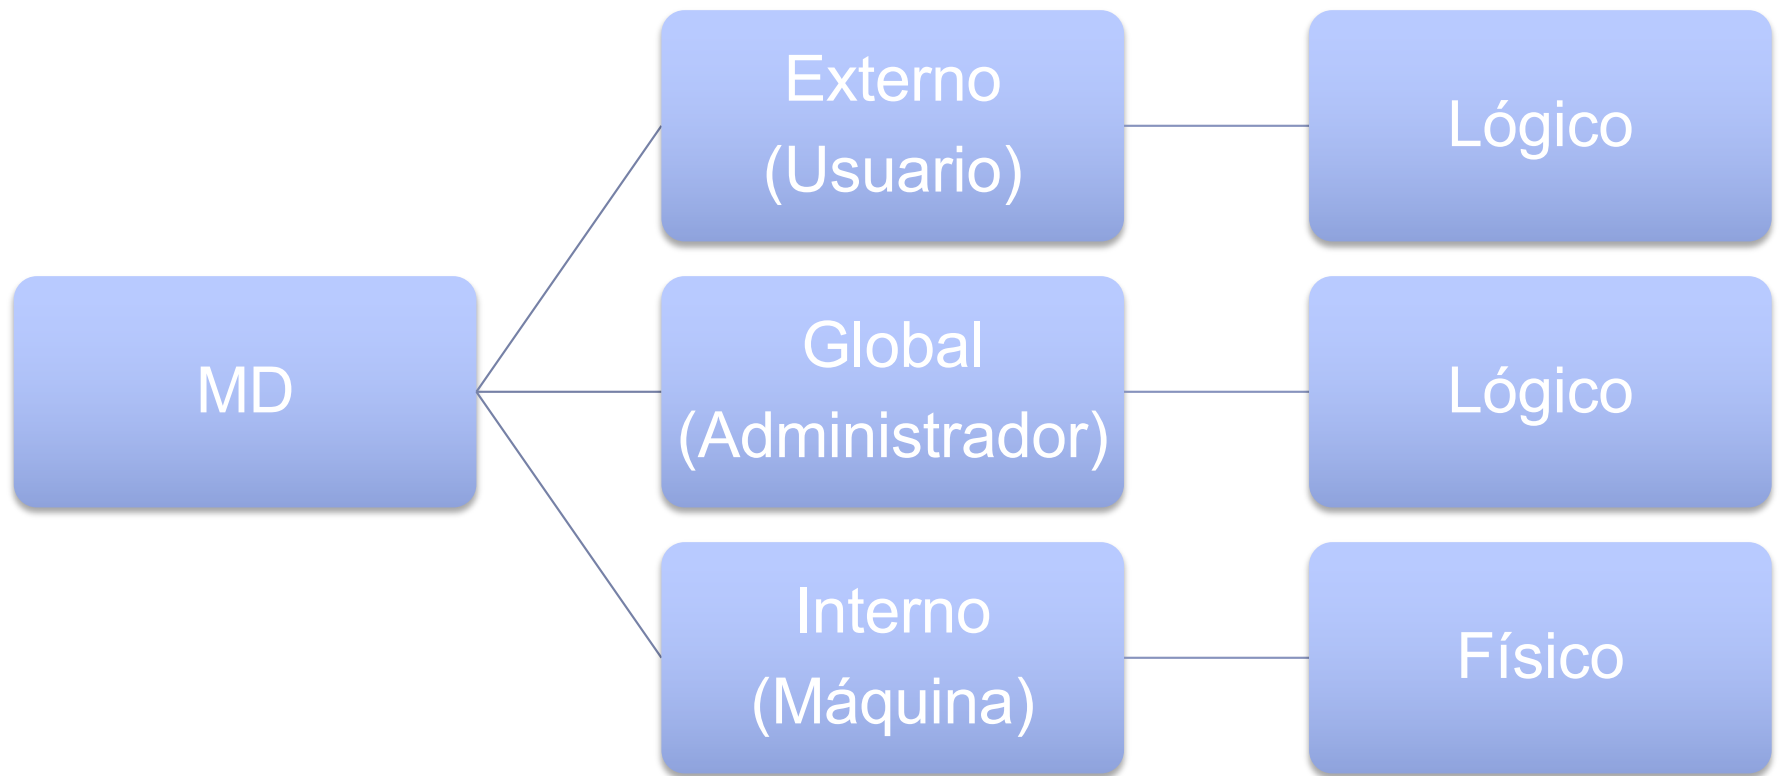 MD
Externo
(Usuario)
Lógico
Global
(Administrador)
Lógico
Interno
(Máquina)
Físico